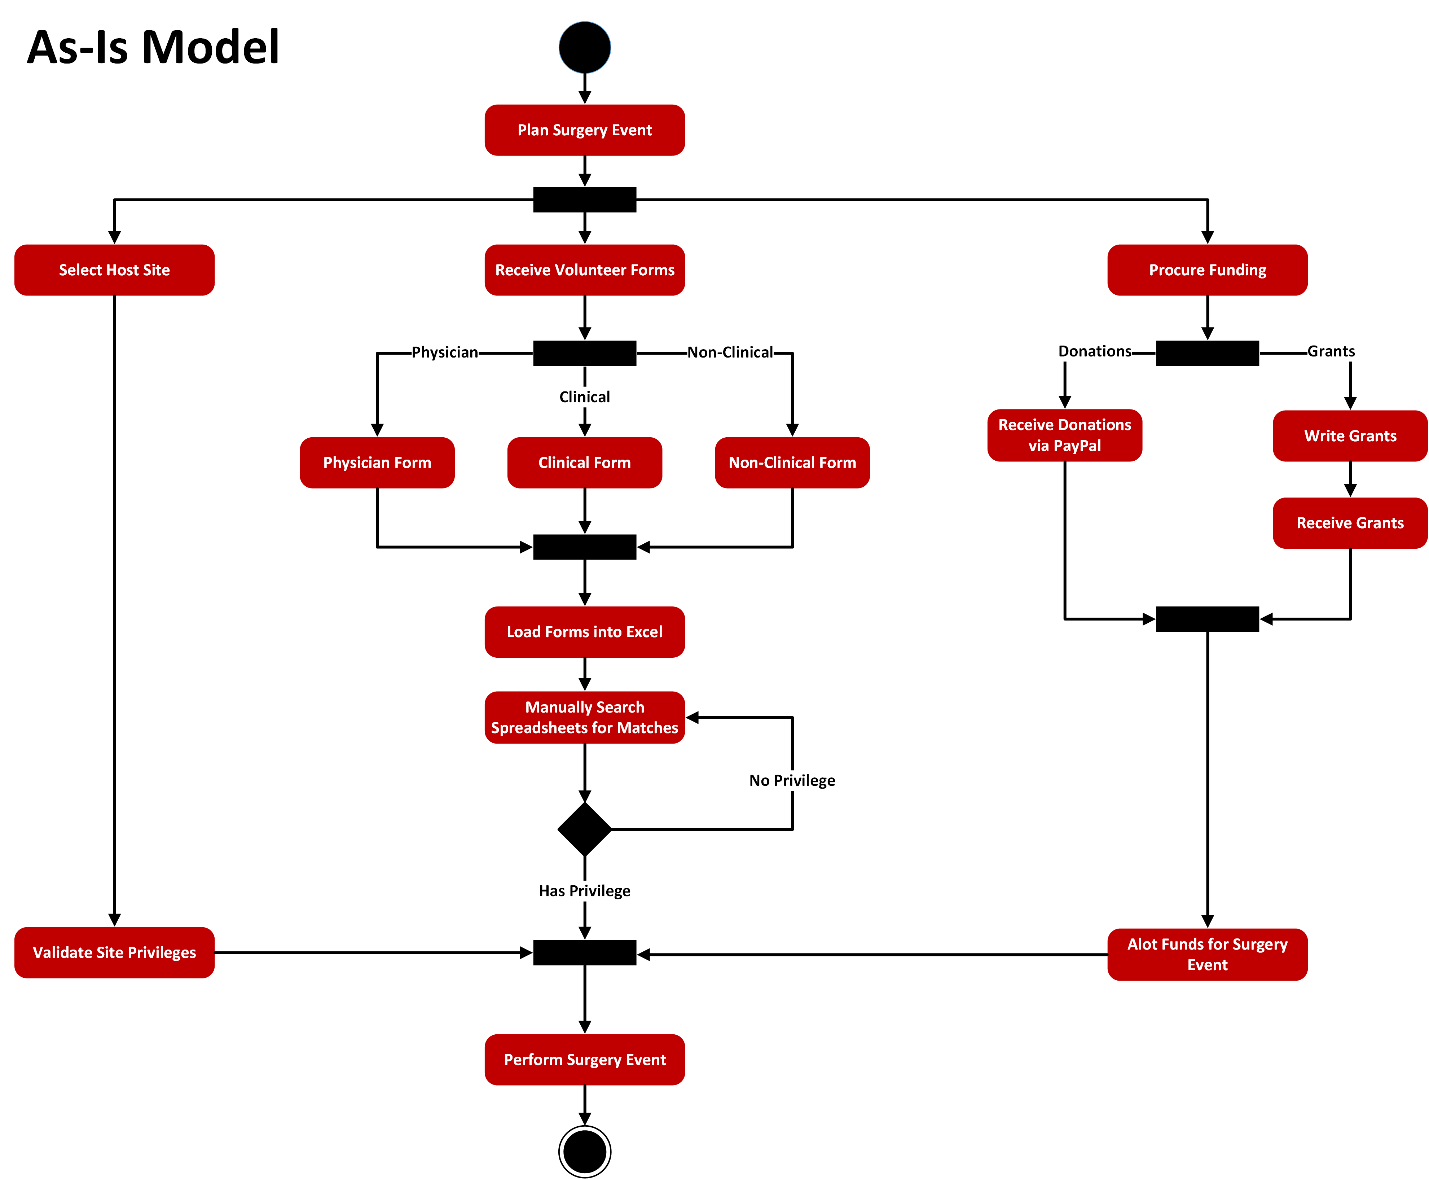 As-Is Model
Plan Surgery Event
Select Host Site
Receive Volunteer Forms
Procure Funding
Physician
Non-Clinical
Donations
Grants
Clinical
Receive Donations
via PayPal
Write Grants
Physician Form
Clinical Form
Non-Clinical Form
Receive Grants
Load Forms into Excel
Manually Search
Spreadsheets for Matches
No Privilege
Has Privilege
Validate Site Privileges
Alot Funds for Surgery
Event
Perform Surgery Event